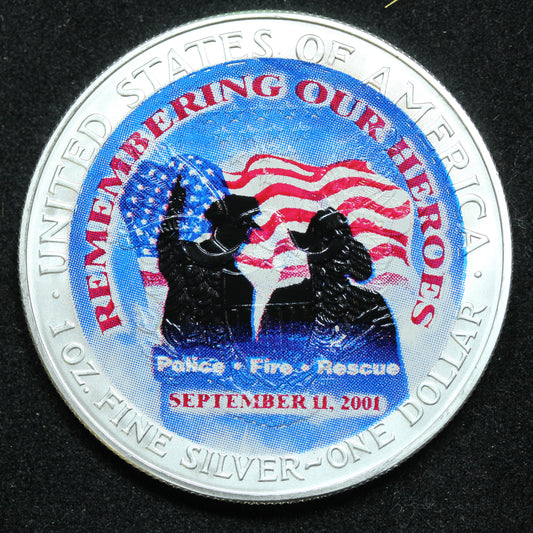 UNITED STATES OF AMERICA
REMEMBERING OUR HEROES
Police • Fire • Rescue
SEPTEMBER 11, 2001
1 OZ. FINE SILVER~ONE DOLLAR